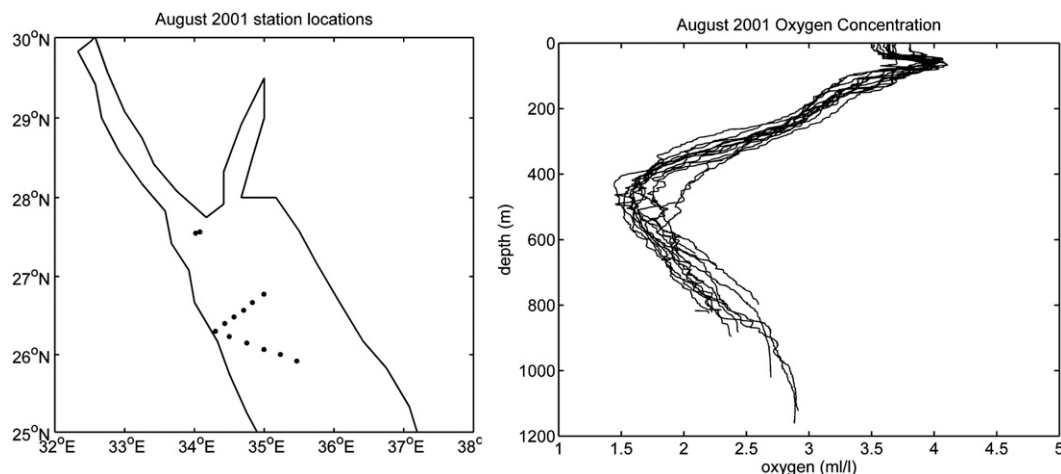 August 2001 station locations
30°N
29°N
28°N
27°N
26°N
25°N
32°E 33°E 34°E 35°E 36°E 37°E 38°
August 2001 Oxygen Concentration
0
200
400
600
800
1000
1200
depth (m)
1 1.5 2 2.5 3 3.5 4 4.5 5
oxygen (ml/l)